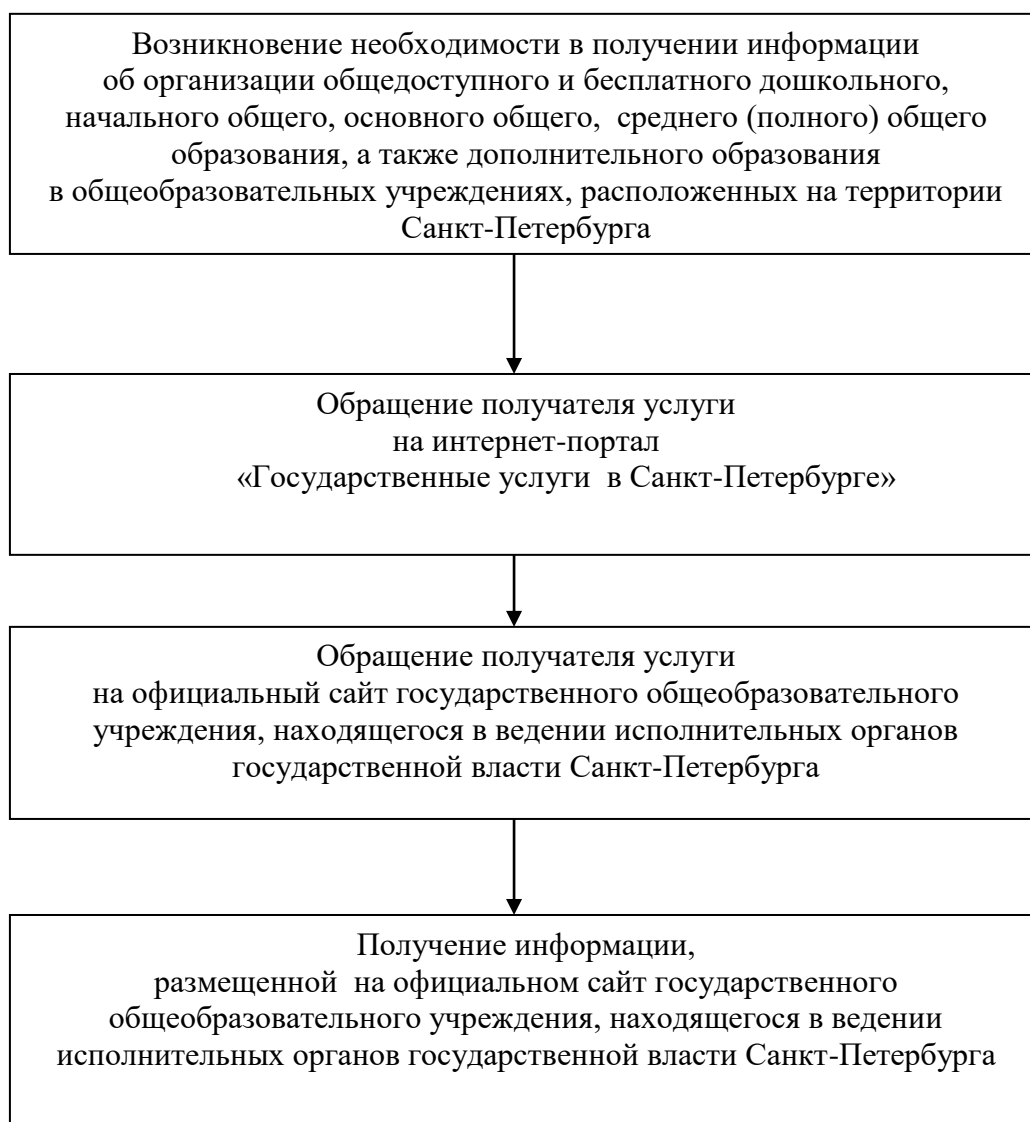 Возникновение необходимости в получении информации
об организации общедоступного и бесплатного дошкольного,
начального общего, основного общего,  среднего (полного) общего
образования, а также дополнительного образования
в общеобразовательных учреждениях, расположенных на территории
Санкт-Петербурга
Обращение получателя услуги
на интернет-портал
«Государственные услуги  в Санкт-Петербурге»
Обращение получателя услуги
на официальный сайт государственного общеобразовательного
учреждения, находящегося в ведении исполнительных органов
государственной власти Санкт-Петербурга
Получение информации,
размещенной  на официальном сайт государственного
общеобразовательного учреждения, находящегося в ведении
исполнительных органов государственной власти Санкт-Петербурга